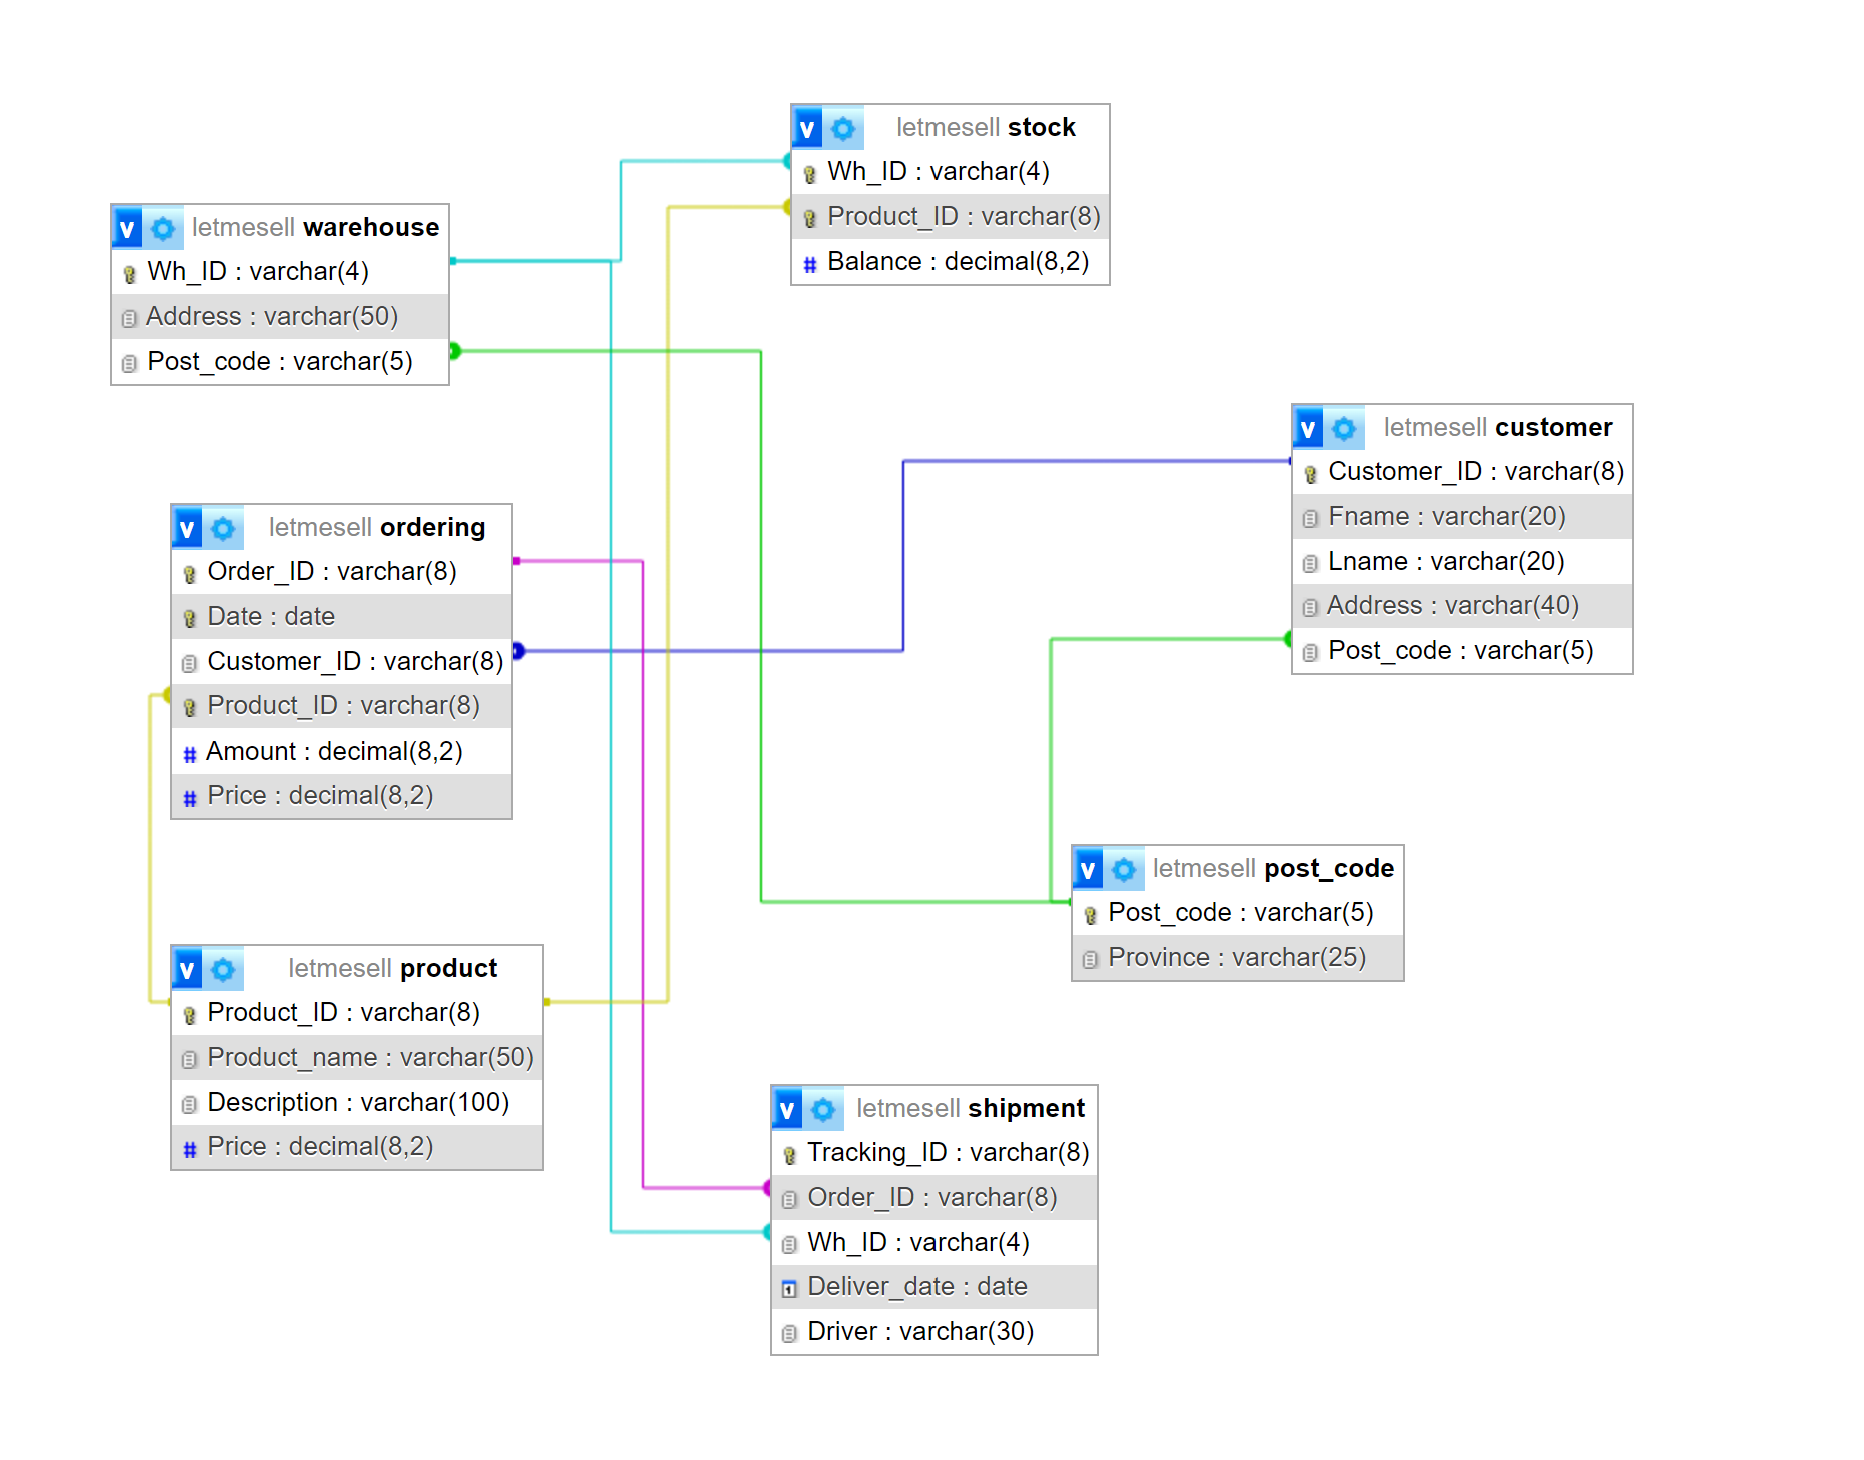 v letmesell stock
Wh_ID : varchar(4)
Product_ID : varchar(8)
# Balance : decimal(8,2)
v letmesell warehouse
Wh_ID : varchar(4)
Address : varchar(50)
Post_code : varchar(5)
v letmesell customer
Customer_ID : varchar(8)
Fname : varchar(20)
Lname : varchar(20)
Address : varchar(40)
Post_code : varchar(5)
v letmesell ordering
Order_ID : varchar(8)
Date : date
Customer_ID : varchar(8)
Product_ID : varchar(8)
# Amount : decimal(8,2)
# Price : decimal(8,2)
v letmesell post_code
Post_code : varchar(5)
Province : varchar(25)
v letmesell product
Product_ID : varchar(8)
Product_name : varchar(50)
Description : varchar(100)
# Price : decimal(8,2)
v letmesell shipment
Tracking_ID : varchar(8)
Order_ID : varchar(8)
Wh_ID : varchar(4)
Deliver_date : date
Driver : varchar(30)